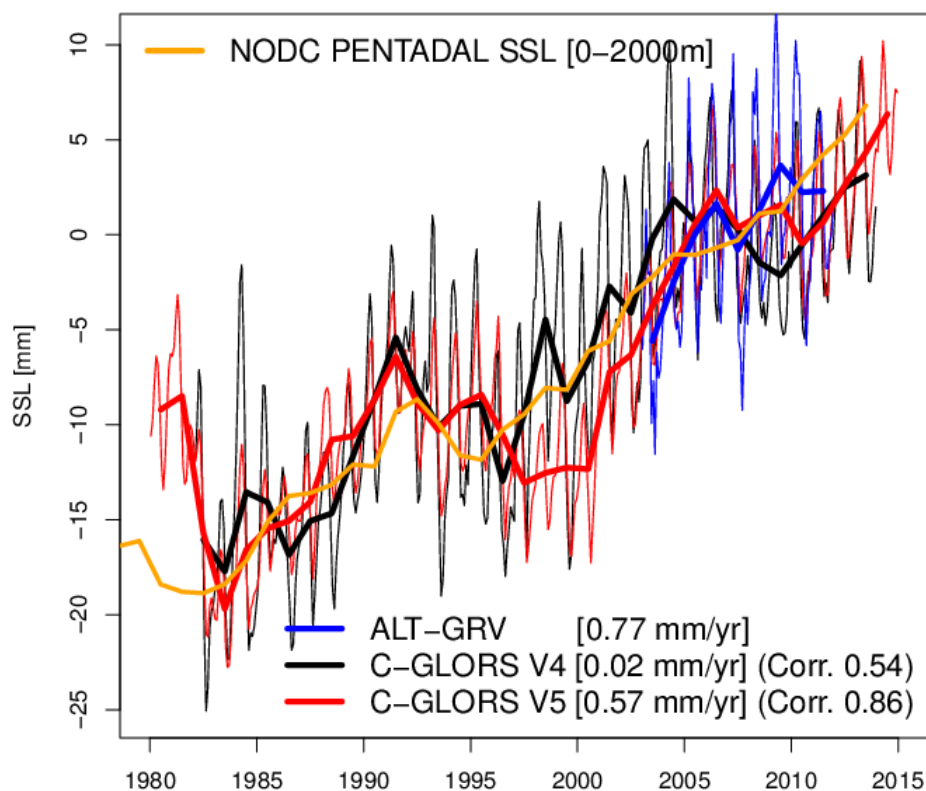 NODC PENTADAL SSL [0−2000m]
10
5
0
−5
−10
−15
−20
−25
SSL [mm]
ALT−GRV [0.77 mm/yr]
C−GLORS V4 [0.02 mm/yr] (Corr. 0.54)
C−GLORS V5 [0.57 mm/yr] (Corr. 0.86)
1980 1985 1990 1995 2000 2005 2010 2015